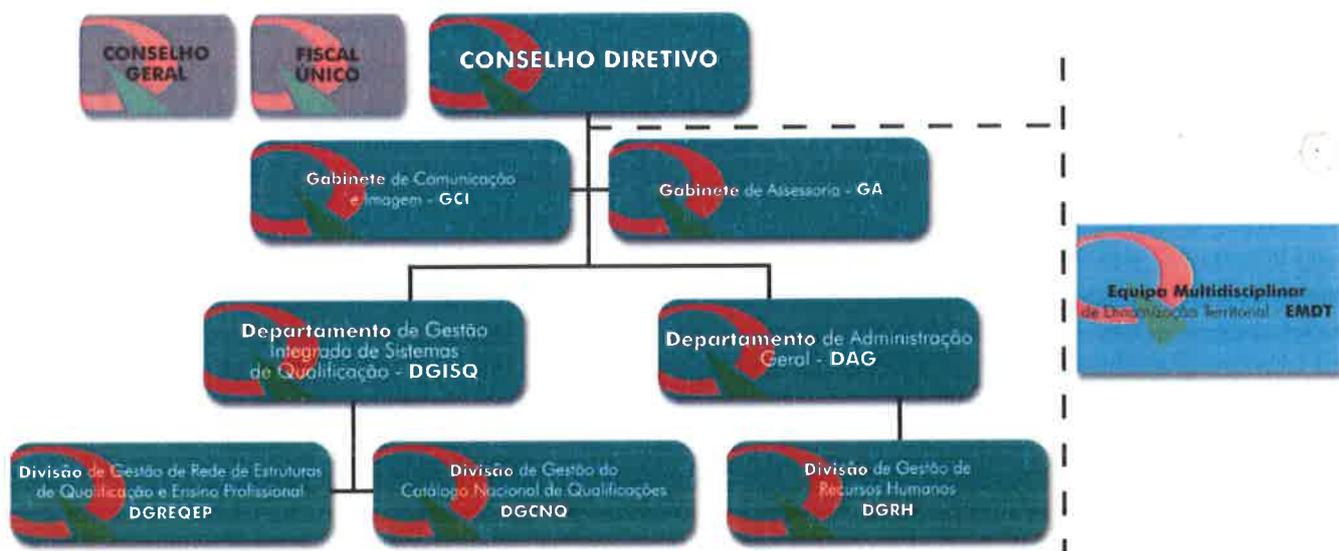 CONSELHO
GERAL
FISCAL
ÚNICO
CONSELHO DIRETIVO
Gabinete de Comunicação
e Imagem - GCI
Gabinete de Assessoria - GA
Equipa Multidisciplinar
de Dinamização Territorial - EMDT
Departamento de Gestão
Integrada de Sistemas
de Qualificação - DGISQ
Departamento de Administração
Geral - DAG
Divisão de Gestão de Rede de Estruturas
de Qualificação e Ensino Profissional
DGREQEP
Divisão de Gestão do
Catálogo Nacional de Qualificações
DGCNQ
Divisão de Gestão de
Recursos Humanos
DGRH